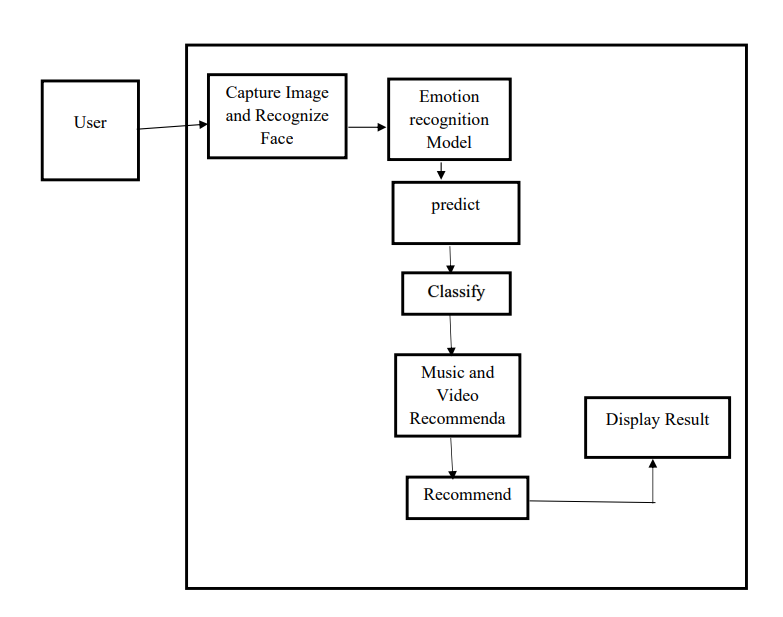 User
Capture Image
and Recognize
Face
Emotion
recognition
Model
predict
Classify
Music and
Video
Recommenda
Recommend
Display Result